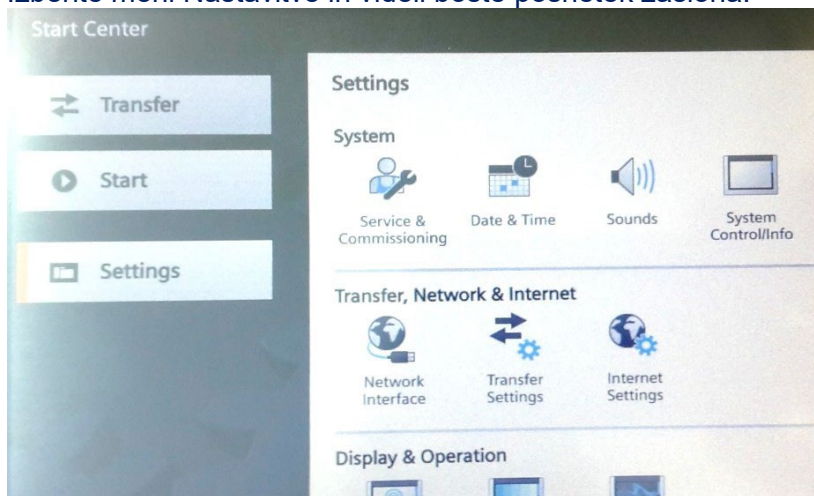 Start Center
Transfer
Start
Settings
Settings
System
Service &
Commissioning
Date & Time
Sounds
System
Control/Info
Transfer, Network & Internet
Network
Interface
Transfer
Settings
Internet
Settings
Display & Operation